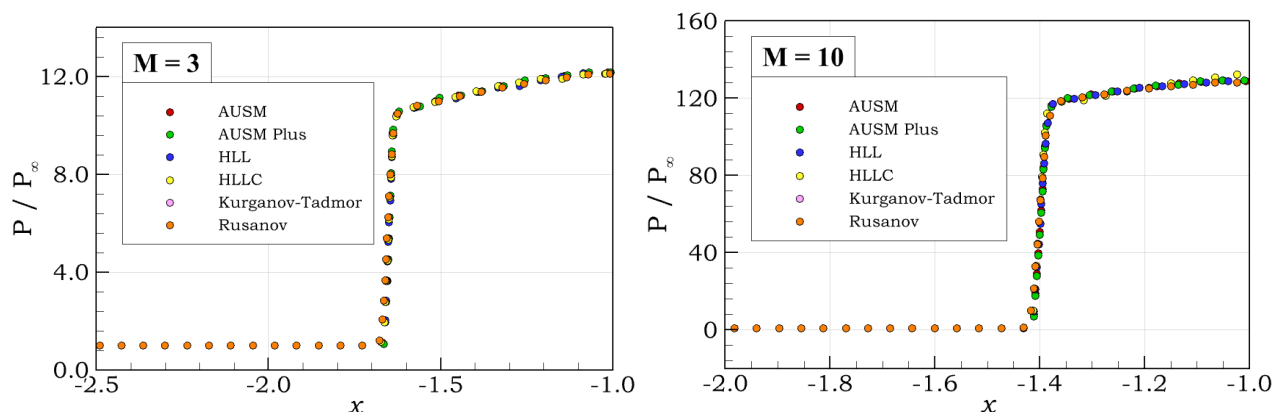 P / P∞
12.0
8.0
4.0
0.0
M = 3
AUSM
AUSM Plus
HLL
HLLC
Kurganov-Tadmor
Rusanov
-2.5
-2.0
-1.5
-1.0
x
P / P∞
160
120
80
40
0
M = 10
AUSM
AUSM Plus
HLL
HLLC
Kurganov-Tadmor
Rusanov
-2.0
-1.8
-1.6
-1.4
-1.2
-1.0
x